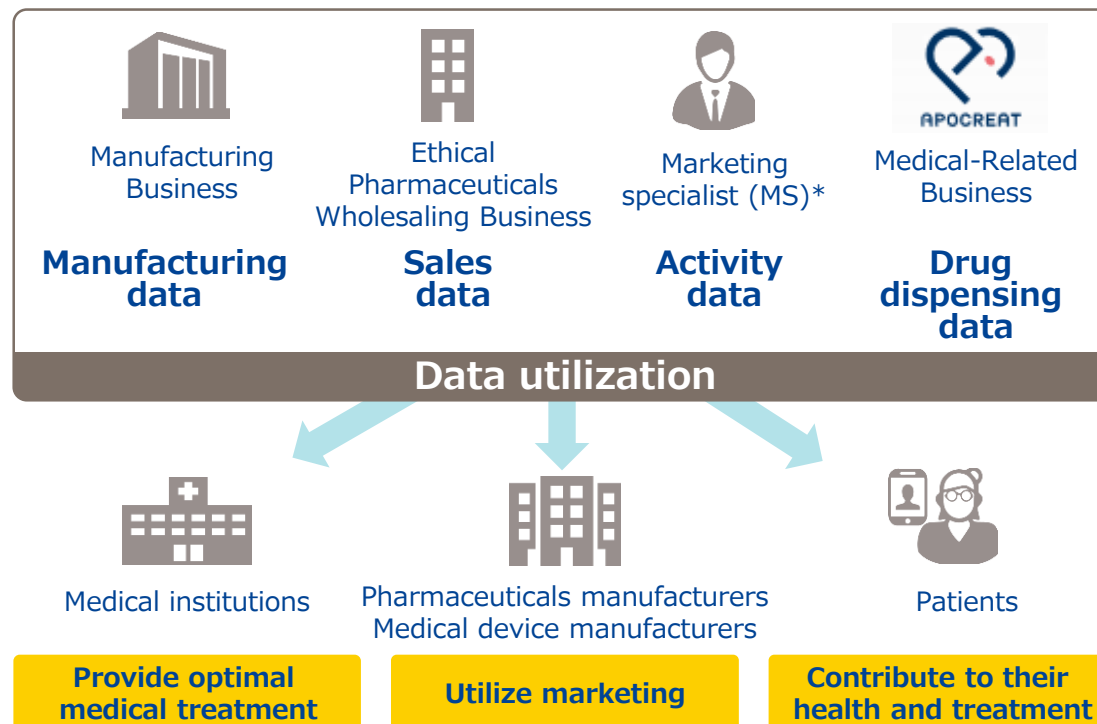 APOCREAT
Manufacturing
Business
Ethical
Pharmaceuticals
Wholesaling Business
Marketing
specialist (MS)*
Medical-Related
Business
Manufacturing
data
Sales
data
Activity
data
Drug
dispensing
data
Data utilization
Medical institutions
Pharmaceuticals manufacturers
Medical device manufacturers
Patients
Provide optimal
medical treatment
Utilize marketing
Contribute to their
health and treatment